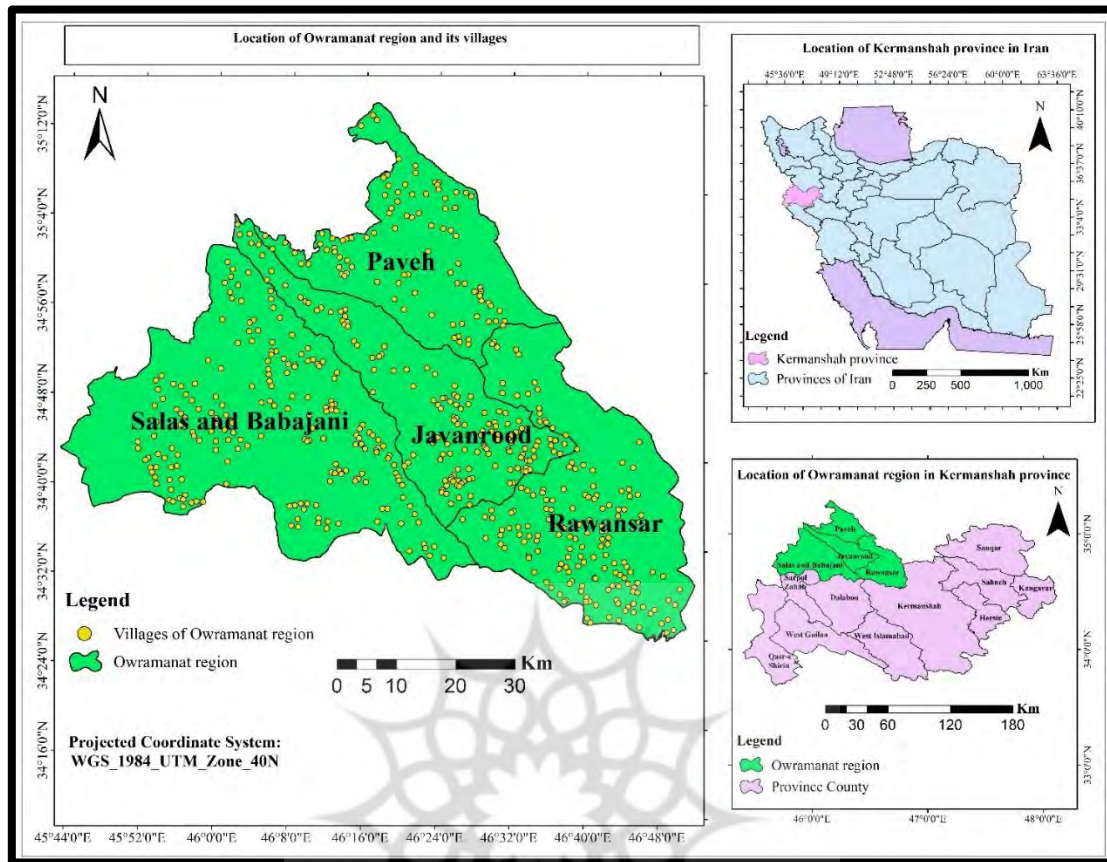 Location of Owramanat region and its villages
N
35°12'0"N
35°4'0"N
34°56'0"N
34°48'0"N
34°40'0"N
34°32'0"N
34°24'0"N
34°16'0"N
Paveh
Salas and Babajani
Javanrood
Rawansar
Legend
Villages of Owramanat region
Owramanat region
Km
0 5 10 20 30
Projected Coordinate System:
WGS_1984_UTM_Zone_40N
45°44'0"E 45°52'0"E 46°0'0"E 46°8'0"E 46°16'0"E 46°24'0"E 46°32'0"E 46°40'0"E 46°48'0"E
Location of Kermanshah province in Iran
45°36'0"E 49°12'0"E 52°48'0"E 56°24'0"E 60°0'0"E 63°36'0"E
N
40°10'0"N
36°37'0"N
33°4'0"N
29°31'0"N
25°58'0"N
22°25'0"N
Legend
Kermanshah province
Provinces of Iran
Km
0 250 500 1,000
Location of Owramanat region in Kermanshah province
N
35°0'0"N
34°0'0"N
33°0'0"N
Paveh
Javanrood
Salas and Babajani
Rawansar
Sarpol
Zahab
Dalahou
Kermanshah
Sonqor
Sahneh
Kangavar
Harsin
West Guilan
West Islamabad
Qasr-e
Shirin
Km
0 30 60 120 180
Legend
Owramanat region
Province County
46°0'0"E 47°0'0"E 48°0'0"E